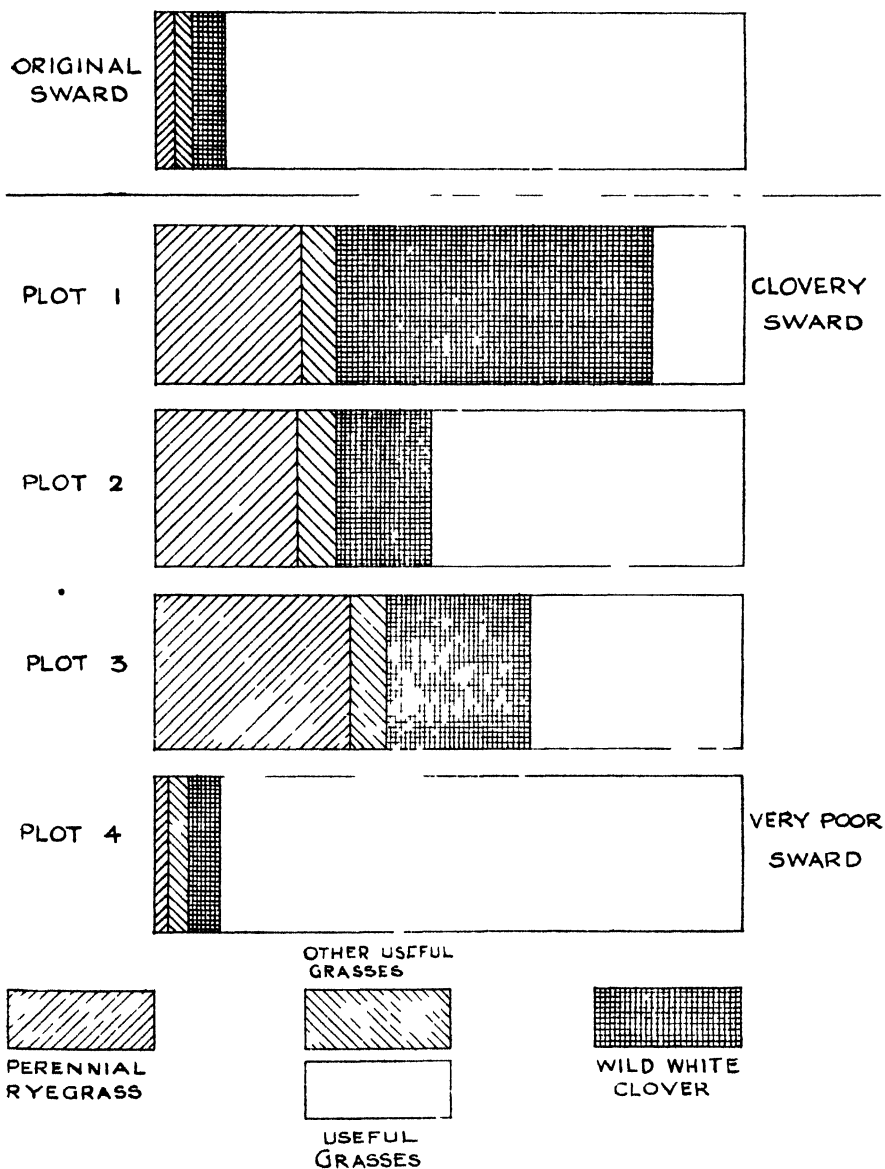 ORIGINAL
SWARD
PLOT 1
CLOVERY
SWARD
PLOT 2
PLOT 3
PLOT 4
VERY POOR
SWARD
OTHER USEFUL
GRASSES
PERENNIAL
RYEGRASS
WILD WHITE
CLOVER
USEFUL
GRASSES